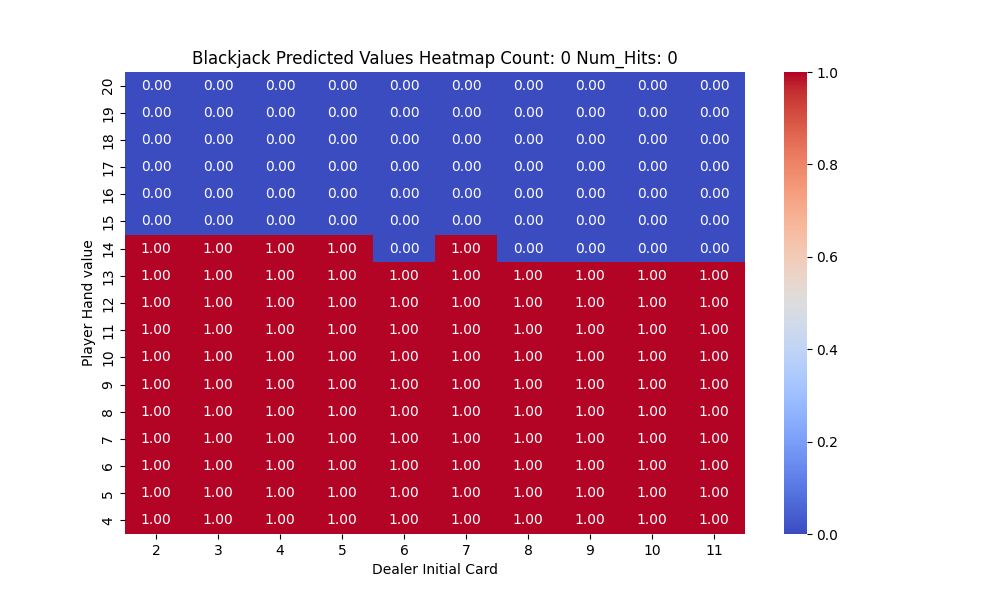 Blackjack Predicted Values Heatmap Count: 0 Num_Hits: 0
20 0.00 0.00 0.00 0.00 0.00 0.00 0.00 0.00 0.00 0.00
19 0.00 0.00 0.00 0.00 0.00 0.00 0.00 0.00 0.00 0.00
18 0.00 0.00 0.00 0.00 0.00 0.00 0.00 0.00 0.00 0.00
17 0.00 0.00 0.00 0.00 0.00 0.00 0.00 0.00 0.00 0.00
16 0.00 0.00 0.00 0.00 0.00 0.00 0.00 0.00 0.00 0.00
15 0.00 0.00 0.00 0.00 0.00 0.00 0.00 0.00 0.00 0.00
14 1.00 1.00 1.00 1.00 0.00 1.00 0.00 0.00 0.00 0.00
13 1.00 1.00 1.00 1.00 1.00 1.00 1.00 1.00 1.00 1.00
12 1.00 1.00 1.00 1.00 1.00 1.00 1.00 1.00 1.00 1.00
11 1.00 1.00 1.00 1.00 1.00 1.00 1.00 1.00 1.00 1.00
10 1.00 1.00 1.00 1.00 1.00 1.00 1.00 1.00 1.00 1.00
9 1.00 1.00 1.00 1.00 1.00 1.00 1.00 1.00 1.00 1.00
8 1.00 1.00 1.00 1.00 1.00 1.00 1.00 1.00 1.00 1.00
7 1.00 1.00 1.00 1.00 1.00 1.00 1.00 1.00 1.00 1.00
6 1.00 1.00 1.00 1.00 1.00 1.00 1.00 1.00 1.00 1.00
5 1.00 1.00 1.00 1.00 1.00 1.00 1.00 1.00 1.00 1.00
4 1.00 1.00 1.00 1.00 1.00 1.00 1.00 1.00 1.00 1.00
2 3 4 5 6 7 8 9 10 11
Dealer Initial Card
Player Hand value
1.0
0.8
0.6
0.4
0.2
0.0